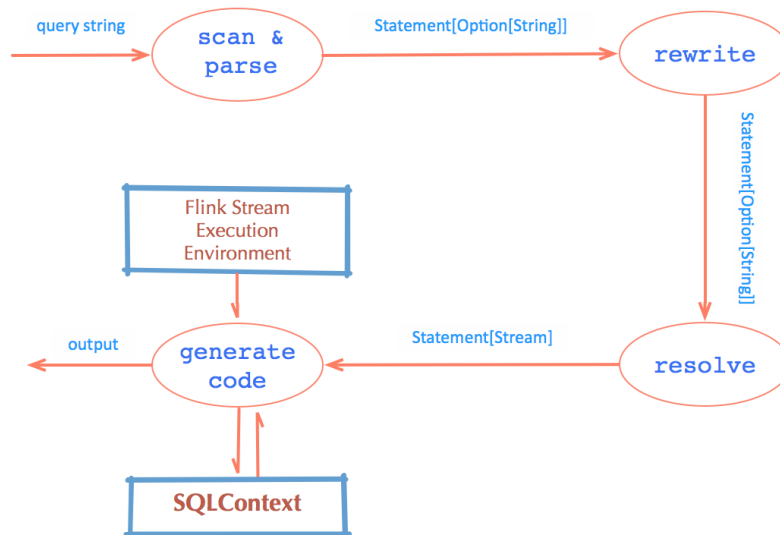 query string
scan &
parse
Statement[Option[String]]
rewrite
Statement[Option[String]]
Flink Stream
Execution
Environment
output
generate
code
Statement[Stream]
resolve
SQLContext